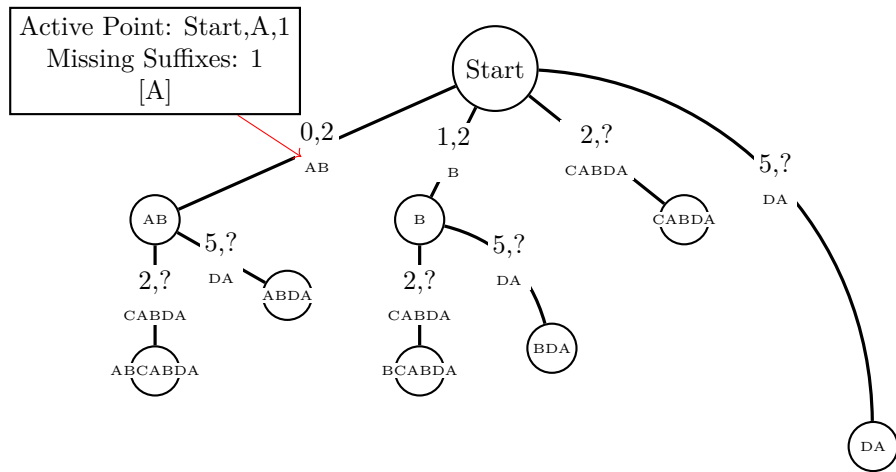 Active Point: Start,A,1
Missing Suffixes: 1
[A]
Start
0,2
AB
1,2
B
2,?
CABDA
5,?
DA
AB
B
CABDA
5,?
DA
5,?
DA
2,?
CABDA
2,?
CABDA
ABDA
BDA
ABCABDA
BCABDA
DA